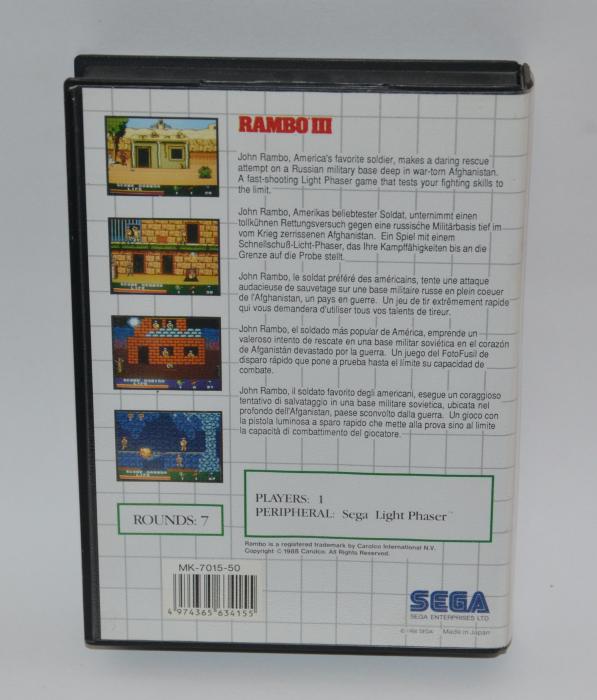 RAMBO III
John Rambo, America's favorite soldier, makes a daring rescue
attempt on a Russian military base deep in war-torn Afghanistan.
A fast-shooting Light Phaser game that tests your fighting skills to
the limit.
John Rambo, Amerikas beliebtester Soldat, unternimmt einen
tollkühnen Rettungsversuch gegen eine russische Militärbasis tief im
vom Krieg zerrissenen Afghanistan. Ein Spiel mit einem
Schnellschuß-Licht-Phaser, das Ihre Kampffähigkeiten bis an die
Grenze auf die Probe stellt.
John Rambo, le soldat préféré des américains, tente une attaque
audacieuse de sauvetage sur une base militaire russe en plein coeuer
de l'Afghanistan, un pays en guerre. Un jeu de tir extrêmement rapide
qui vous demandera d'utiliser tous vos talents de tireur.
John Rambo, el soldado más popular de América, emprende un
valeroso intento de rescate en una base militar soviética en el corazón
de Afganistán devastado por la guerra. Un juego del FotoFusil de
disparo rápido que pone a prueba hasta el límite su capacidad de
combate.
John Rambo, il soldato favorito degli americani, esegue un coraggioso
tentativo di salvataggio in una base militare sovietica, ubicata nel
profondo dell'Afganistan, paese sconvolto dalla guerra. Un gioco con
la pistola luminosa a sparo rapido che mette alla prova sino al limite
la capacità di combattimento del giocatore.
ROUNDS: 7
PLAYERS: 1
PERIPHERAL: Sega Light Phaser™
Rambo is a registered trademark by Carolco International N.V.
Copyright © 1988 Carolco. All Rights Reserved.
MK-7015-50
4 974365 634155
SEGA
SEGA ENTERPRISES LTD.
© 1988 SEGA Made in Japan